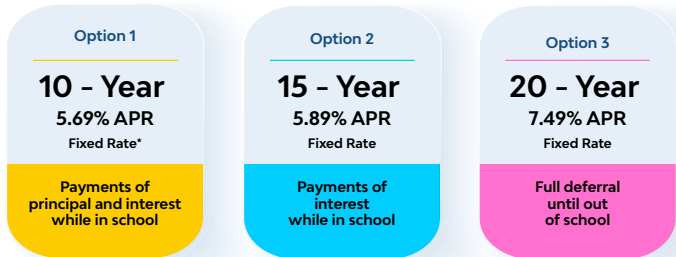 Option 1
10 - Year
5.69% APR
Fixed Rate*
Payments of
principal and interest
while in school
Option 2
15 - Year
5.89% APR
Fixed Rate
Payments of
interest
while in school
Option 3
20 - Year
7.49% APR
Fixed Rate
Full deferral
until out
of school